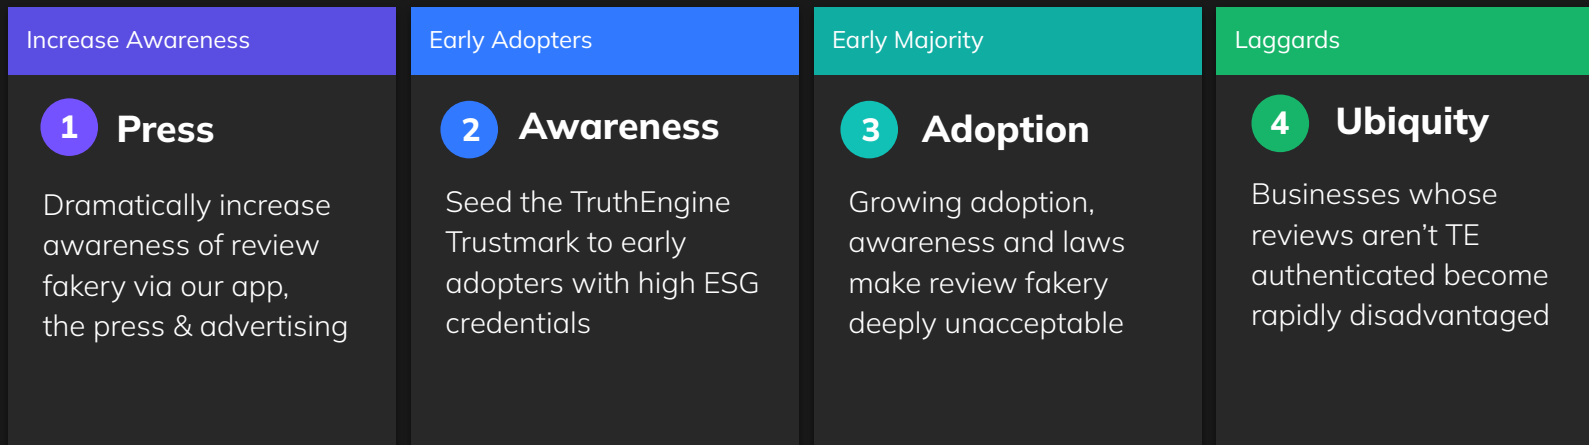 Increase Awareness
1 Press
Dramatically increase
awareness of review
fakery via our app,
the press & advertising
Early Adopters
2 Awareness
Seed the TruthEngine
Trustmark to early
adopters with high ESG
credentials
Early Majority
3 Adoption
Growing adoption,
awareness and laws
make review fakery
deeply unacceptable
Laggards
4 Ubiquity
Businesses whose
reviews aren’t TE
authenticated become
rapidly disadvantaged